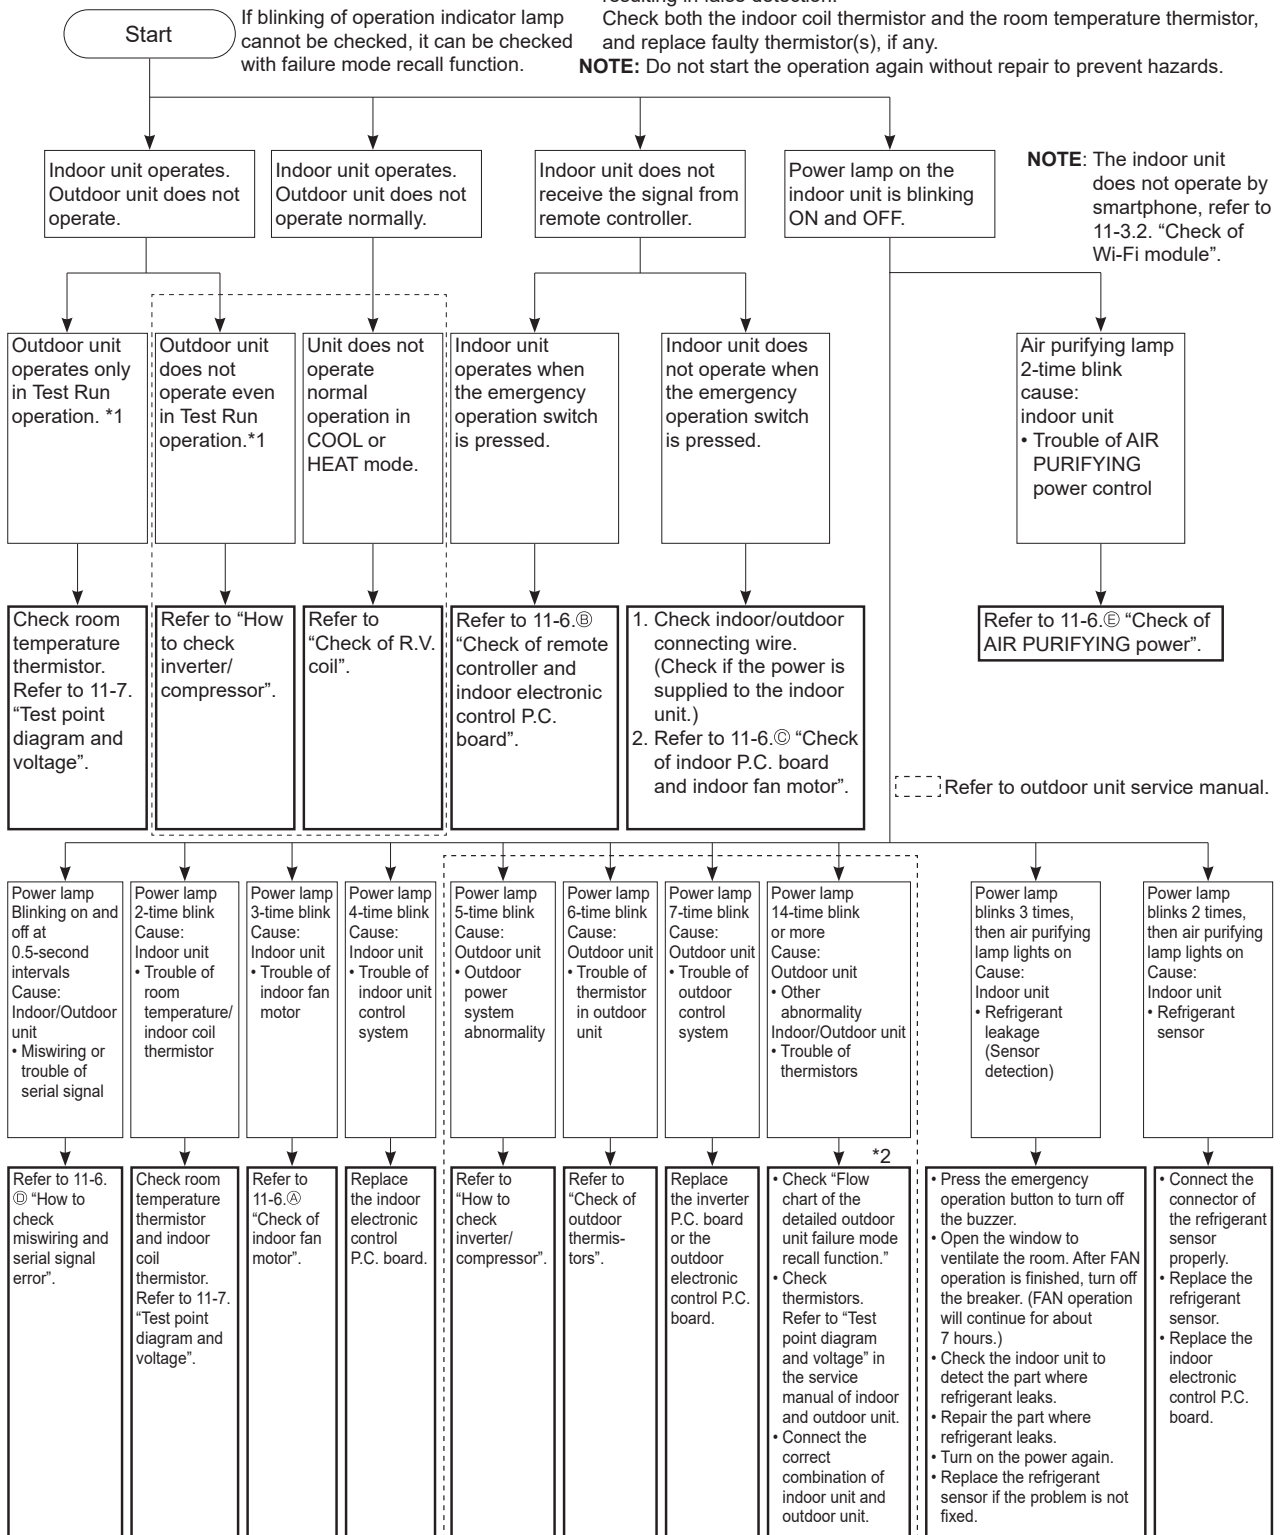 resulting in false detection.
Check both the indoor coil thermistor and the room temperature thermistor,
and replace faulty thermistor(s), if any.
NOTE: Do not start the operation again without repair to prevent hazards.
Start
If blinking of operation indicator lamp
cannot be checked, it can be checked
with failure mode recall function.
Indoor unit operates.
Outdoor unit does not
operate.
Indoor unit operates.
Outdoor unit does not
operate normally.
Indoor unit does not
receive the signal from
remote controller.
Power lamp on the
indoor unit is blinking
ON and OFF.
NOTE: The indoor unit
does not operate by
smartphone, refer to
11-3.2. “Check of
Wi-Fi module”.
Outdoor unit
operates only
in Test Run
operation. *1
Outdoor unit
does not
operate even
in Test Run
operation.*1
Unit does not
operate
normal
operation in
COOL or
HEAT mode.
Indoor unit
operates when
the emergency
operation switch
is pressed.
Indoor unit does
not operate when
the emergency
operation switch
is pressed.
Air purifying lamp
2-time blink
cause:
indoor unit
• Trouble of AIR
PURIFYING
power control
Check room
temperature
thermistor.
Refer to 11-7.
“Test point
diagram and
voltage”.
Refer to “How
to check
inverter/
compressor”.
Refer to
“Check of R.V.
coil”.
Refer to 11-6.Ⓑ
“Check of remote
controller and
indoor electronic
control P.C.
board”.
1. Check indoor/outdoor
connecting wire.
(Check if the power is
supplied to the indoor
unit.)
2. Refer to 11-6.Ⓒ “Check
of indoor P.C. board
and indoor fan motor”.
Refer to 11-6.Ⓔ “Check of
AIR PURIFYING power”.
Refer to outdoor unit service manual.
Power lamp
Blinking on and
off at
0.5-second
intervals
Cause:
Indoor/Outdoor
unit
• Miswiring or
trouble of
serial signal
Power lamp
2-time blink
Cause:
Indoor unit
• Trouble of
room
temperature/
indoor coil
thermistor
Power lamp
3-time blink
Cause:
Indoor unit
• Trouble of
indoor fan
motor
Power lamp
4-time blink
Cause:
Indoor unit
• Trouble of
indoor unit
control
system
Power lamp
5-time blink
Cause:
Outdoor unit
• Outdoor
power
system
abnormality
Power lamp
6-time blink
Cause:
Outdoor unit
• Trouble of
thermistor
in outdoor
unit
Power lamp
7-time blink
Cause:
Outdoor unit
• Trouble of
outdoor
control
system
Power lamp
14-time blink
or more
Cause:
Outdoor unit
• Other
abnormality
Indoor/Outdoor unit
• Trouble of
thermistors
Power lamp
blinks 3 times,
then air purifying
lamp lights on
Cause:
Indoor unit
• Refrigerant
leakage
(Sensor
detection)
Power lamp
blinks 2 times,
then air purifying
lamp lights on
Cause:
Indoor unit
• Refrigerant
sensor
Refer to 11-6.
Ⓓ “How to
check
miswiring and
serial signal
error”.
Check room
temperature
thermistor
and indoor
coil
thermistor.
Refer to 11-7.
“Test point
diagram and
voltage”.
Refer to
11-6.Ⓐ
“Check of
indoor fan
motor”.
Replace
the indoor
electronic
control
P.C. board.
Refer to
“How to
check
inverter/
compressor”.
Refer to
“Check of
outdoor
thermis-
tors”.
Replace
the inverter
P.C. board
or the
outdoor
electronic
control P.C.
board.
*2
• Check “Flow
chart of the
detailed outdoor
unit failure mode
recall function.”
• Check
thermistors.
Refer to “Test
point diagram
and voltage” in
the service
manual of indoor
and outdoor unit.
• Connect the
correct
combination of
indoor unit and
outdoor unit.
• Press the emergency
operation button to turn off
the buzzer.
• Open the window to
ventilate the room. After FAN
operation is finished, turn off
the breaker. (FAN operation
will continue for about
7 hours.)
• Check the indoor unit to
detect the part where
refrigerant leaks.
• Repair the part where
refrigerant leaks.
• Turn on the power again.
• Replace the refrigerant
sensor if the problem is not
fixed.
• Connect the
connector of
the refrigerant
sensor
properly.
• Replace the
refrigerant
sensor.
• Replace the
indoor
electronic
control P.C.
board.